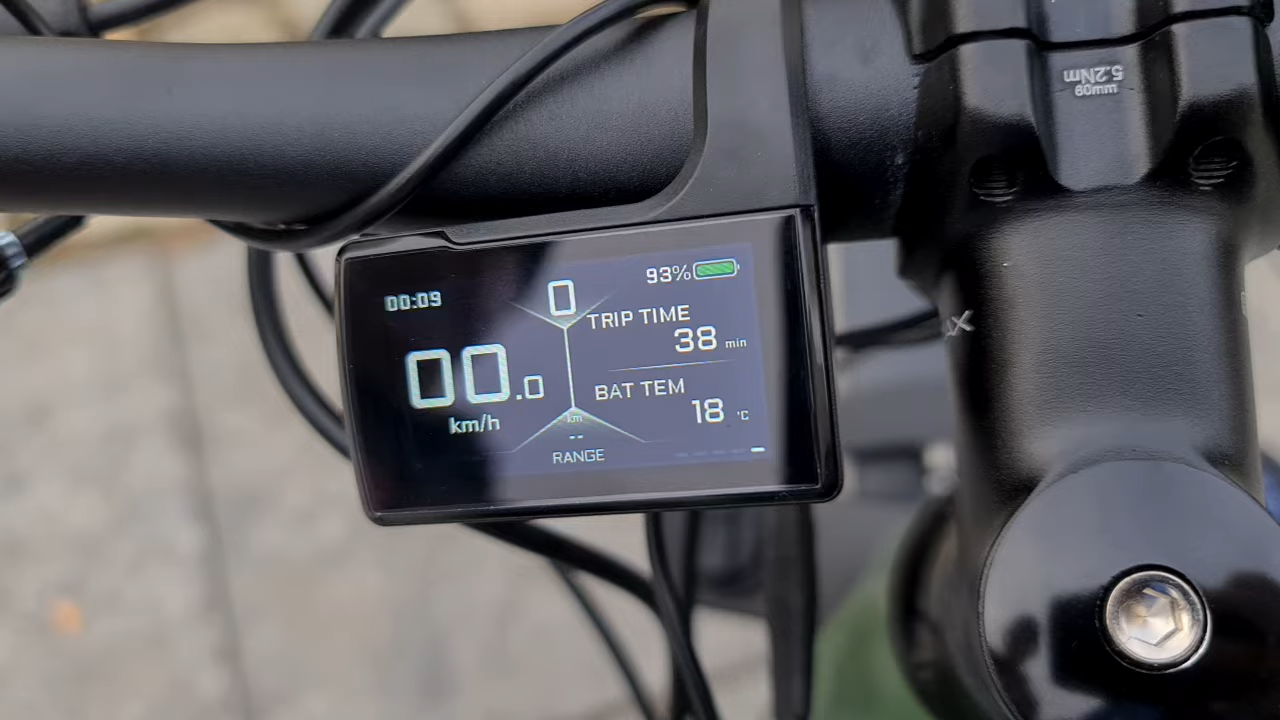 60mm
5.2Nm
93%
00:09
0
TRIP TIME
38 min
00.0
km/h
BAT TEM
18 °C
km
--
RANGE